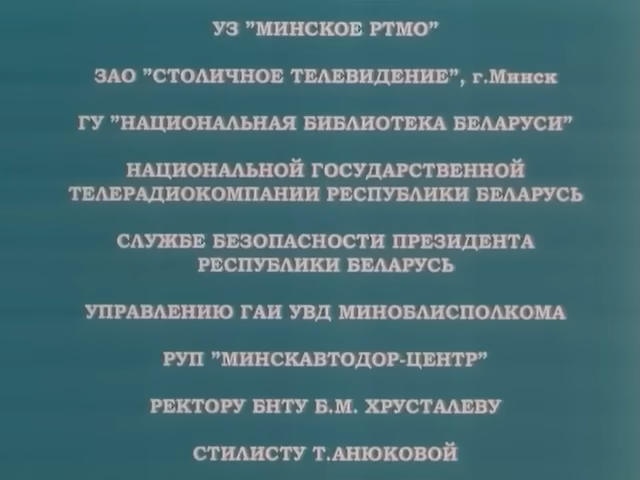 УЗ "МИНСКОЕ РТМО"
ЗАО "СТОЛИЧНОЕ ТЕЛЕВИДЕНИЕ", г.Минск
ГУ "НАЦИОНАЛЬНАЯ БИБЛИОТЕКА БЕЛАРУСИ"
НАЦИОНАЛЬНОЙ ГОСУДАРСТВЕННОЙ
ТЕЛЕРАДИОКОМПАНИИ РЕСПУБЛИКИ БЕЛАРУСЬ
СЛУЖБЕ БЕЗОПАСНОСТИ ПРЕЗИДЕНТА
РЕСПУБЛИКИ БЕЛАРУСЬ
УПРАВЛЕНИЮ ГАИ УВД МИНОБЛИСПОЛКОМА
РУП "МИНСКАВТОДОР-ЦЕНТР"
РЕКТОРУ БНТУ Б.М. ХРУСТАЛЕВУ
СТИЛИСТУ Т.АНЮКОВОЙ